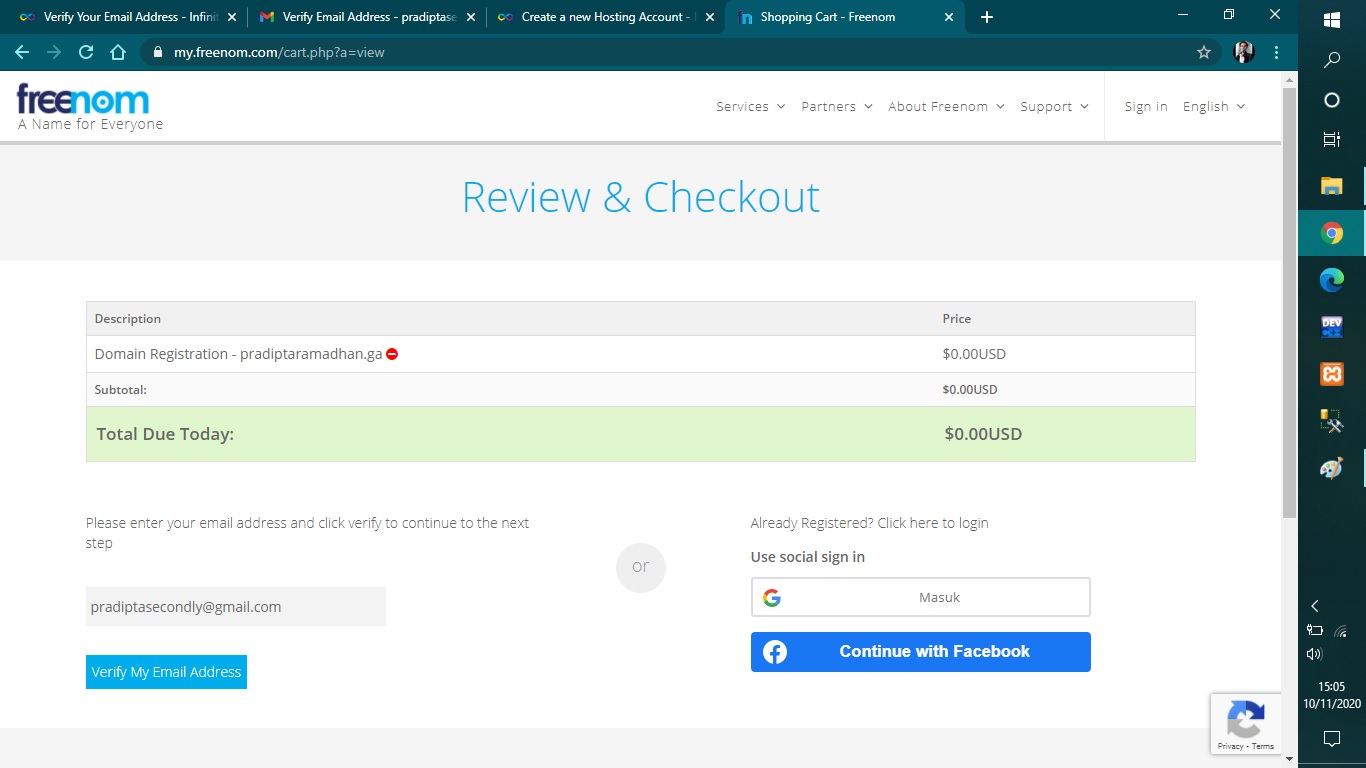 Verify Your Email Address - Infinit
Verify Email Address - pradiptase
Create a new Hosting Account -
Shopping Cart - Freenom
my.freenom.com/cart.php?a=view
freenom
A Name for Everyone
Services
Partners
About Freenom
Support
Sign in
English
Review & Checkout
Description Price
Domain Registration - pradiptaramadhan.ga $0.00USD
Subtotal: $0.00USD
Total Due Today: $0.00USD
Please enter your email address and click verify to continue to the next
step
pradiptasecondly@gmail.com
Verify My Email Address
or
Already Registered? Click here to login
Use social sign in
Masuk
Continue with Facebook
Privacy - Terms
DEV
C++
15:05
10/11/2020